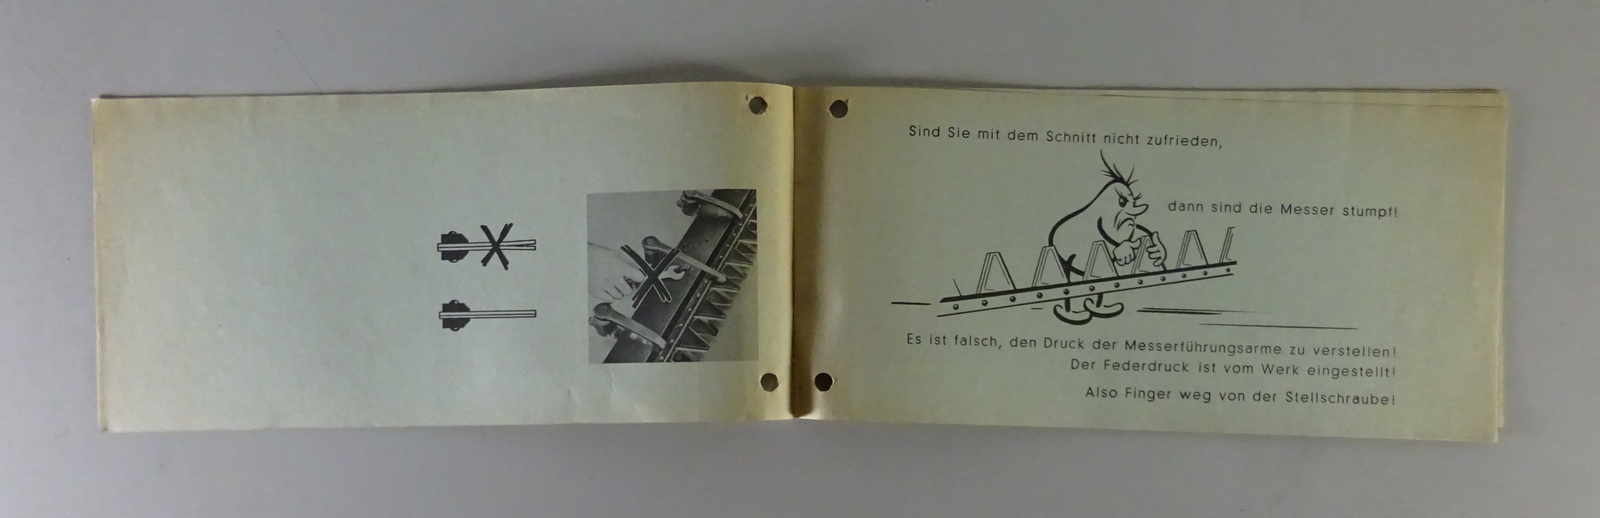 Sind Sie mit dem Schnitt nicht zufrieden,
dann sind die Messer stumpf!
Es ist falsch, den Druck der Messerführungsarme zu verstellen!
Der Federdruck ist vom Werk eingestellt!
Also Finger weg von der Stellschraube!